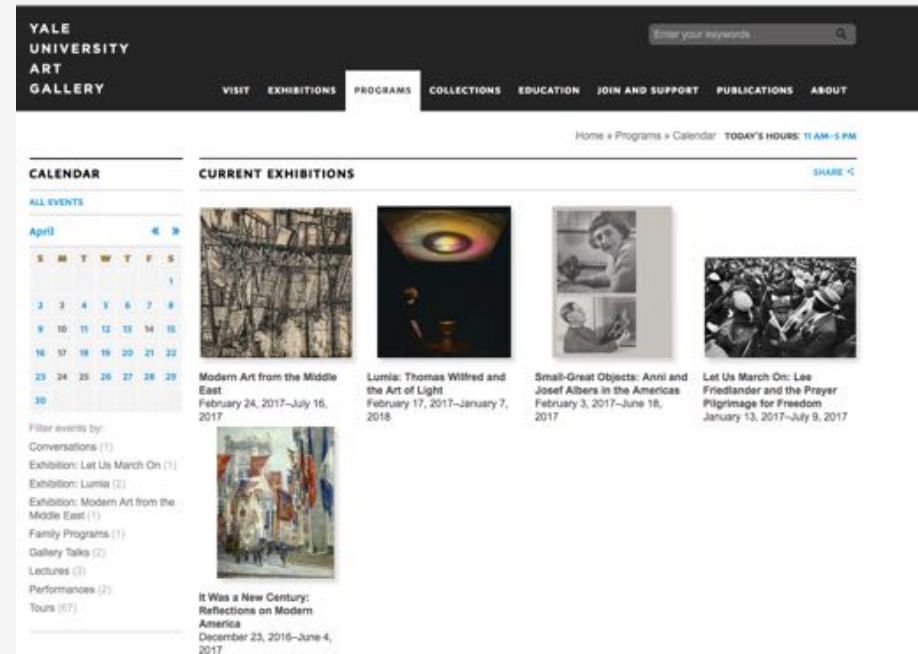 YALE
UNIVERSITY
ART
GALLERY
Enter your keywords
VISIT EXHIBITIONS PROGRAMS COLLECTIONS EDUCATION JOIN AND SUPPORT PUBLICATIONS ABOUT
Home » Programs » Calendar TODAY'S HOURS: 11 AM–5 PM
CALENDAR
ALL EVENTS
April « »
S M T W T F S
1
2 3 4 5 6 7 8
9 10 11 12 13 14 15
16 17 18 19 20 21 22
23 24 25 26 27 28 29
30
Filter events by:
Conversations (1)
Exhibition: Let Us March On (1)
Exhibition: Lumia (2)
Exhibition: Modern Art from the
Middle East (1)
Family Programs (1)
Gallery Talks (2)
Lectures (3)
Performances (2)
Tours (67)
CURRENT EXHIBITIONS
SHARE
Modern Art from the Middle
East
February 24, 2017–July 16,
2017
Lumia: Thomas Wilfred and
the Art of Light
February 17, 2017–January 7,
2018
Small-Great Objects: Anni and
Josef Albers in the Americas
February 3, 2017–June 18,
2017
Let Us March On: Lee
Friedlander and the Prayer
Pilgrimage for Freedom
January 13, 2017–July 9, 2017
It Was a New Century:
Reflections on Modern
America
December 23, 2016–June 4,
2017